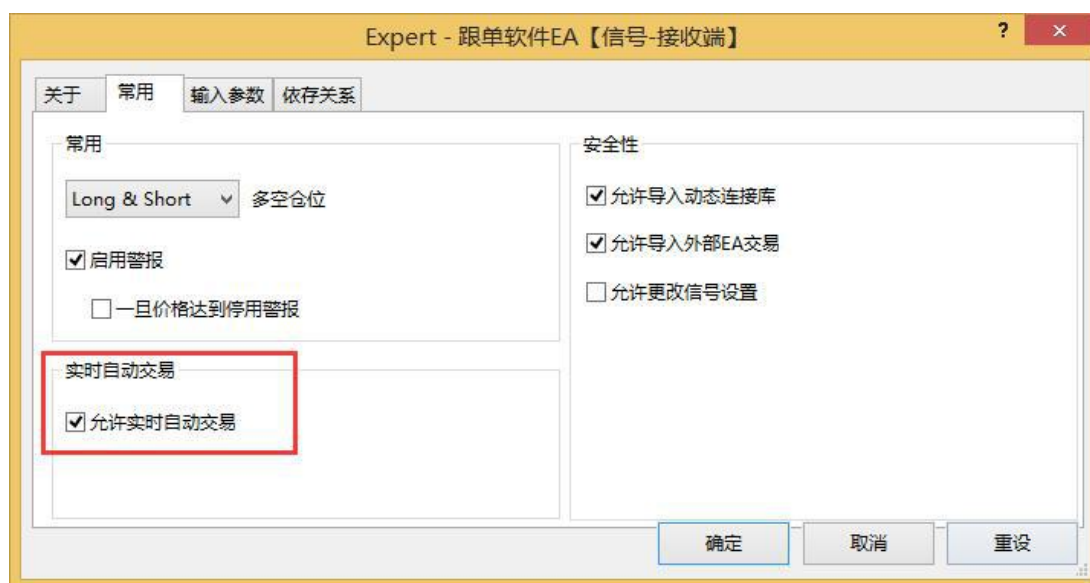 Expert - 跟单软件EA【信号-接收端】
?
关于 常用 输入参数 依存关系
常用
Long & Short 多空仓位
启用警报
一旦价格达到停用警报
实时自动交易
允许实时自动交易
安全性
允许导入动态连接库
允许导入外部EA交易
允许更改信号设置
确定 取消 重设